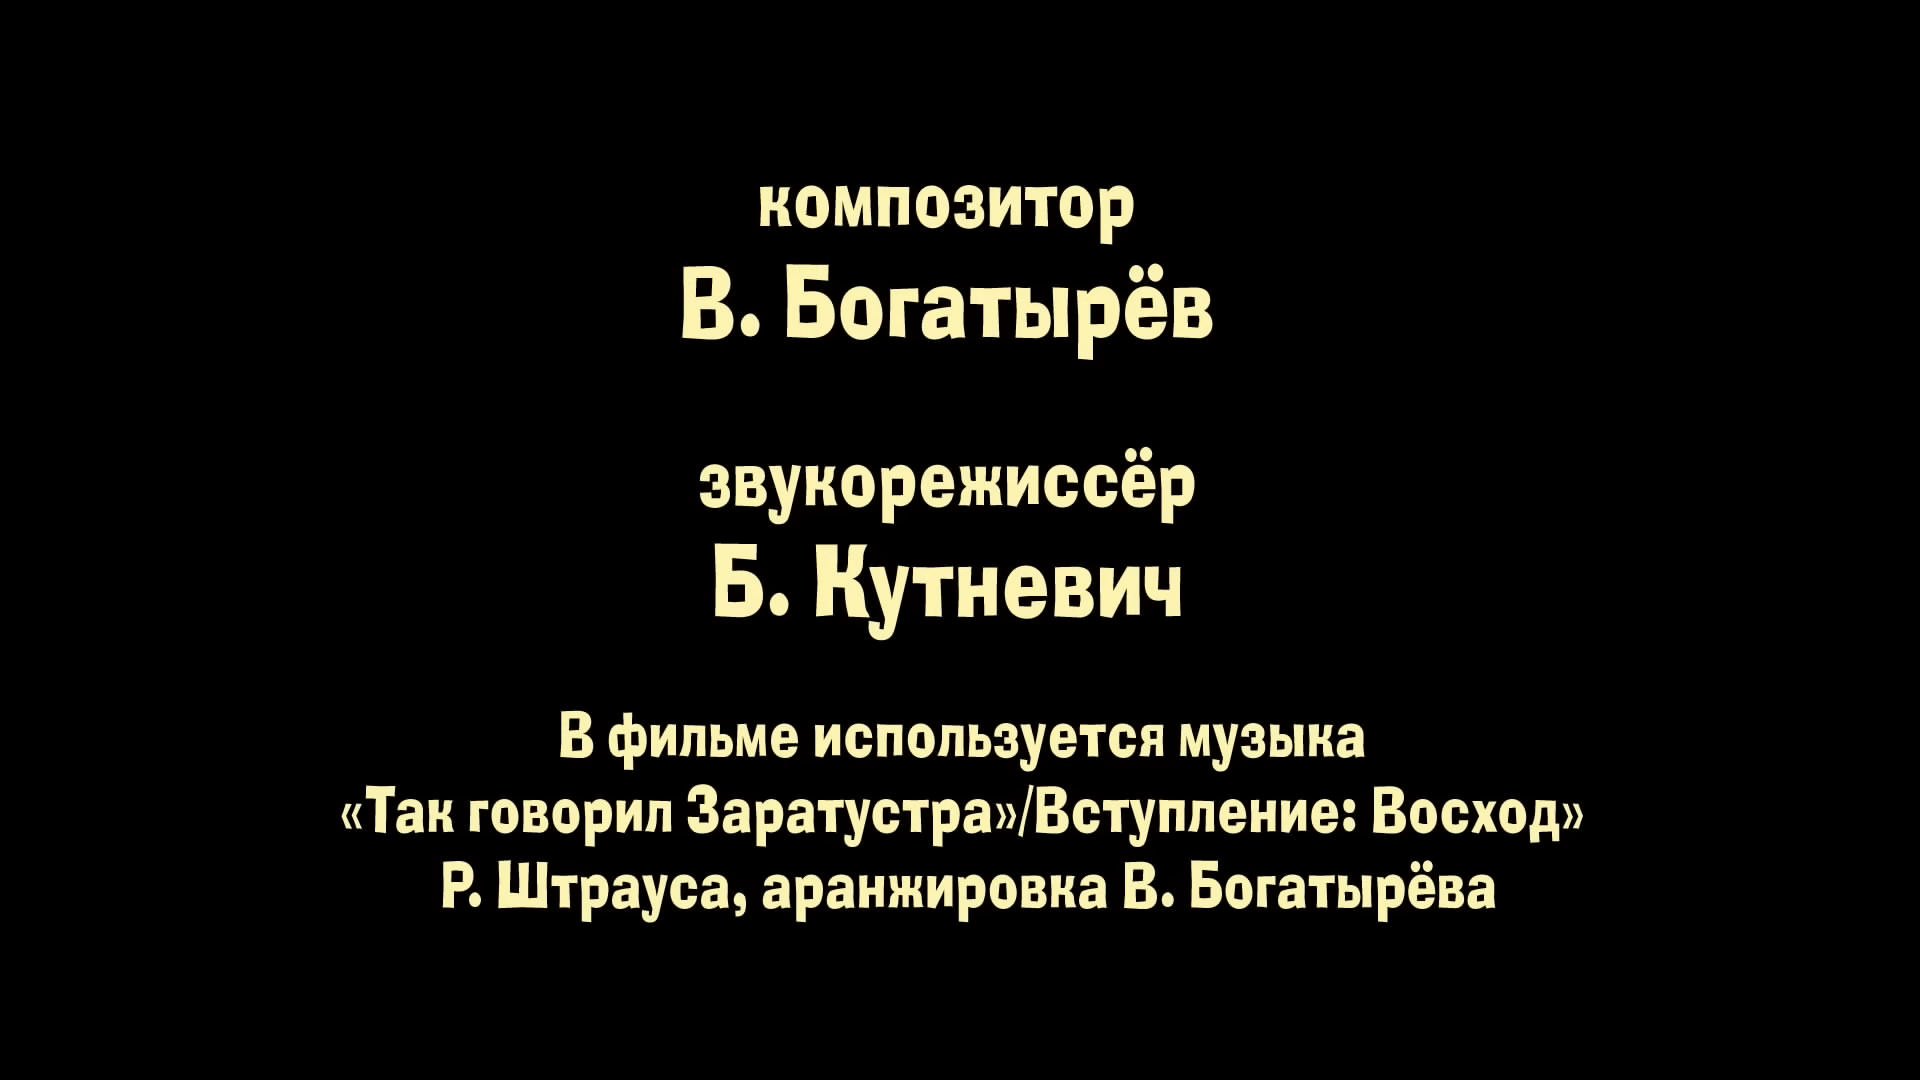 композитор
В. Богатырёв
звукорежиссёр
Б. Кутневич
В фильме используется музыка
«Так говорил Заратустра»/Вступление: Восход»
Р. Штрауса, аранжировка В. Богатырёва